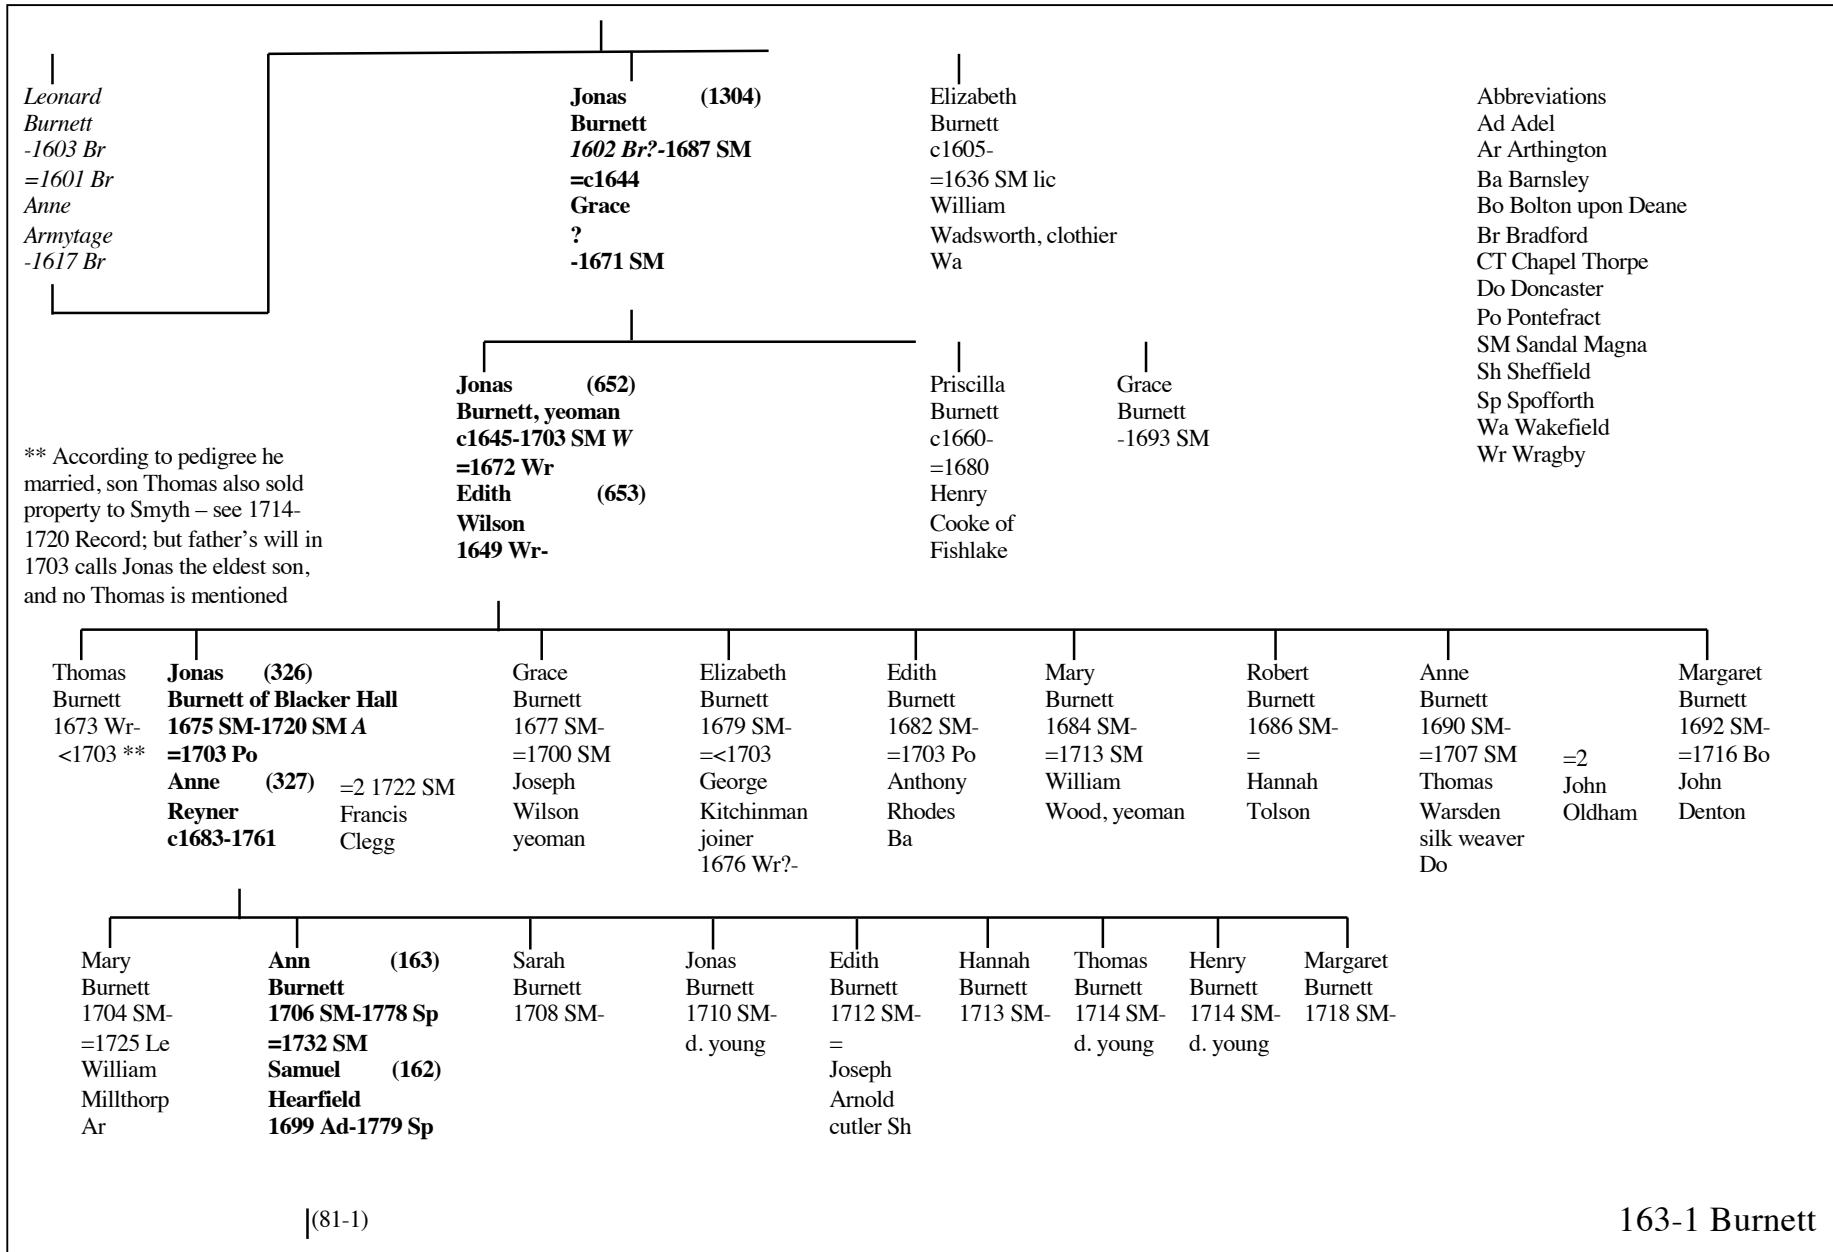 Leonard
Burnett
-1603 Br
=1601 Br
Anne
Armytage
-1617 Br
Jonas (1304)
Burnett
1602 Br?-1687 SM
=c1644
Grace
?
-1671 SM
Elizabeth
Burnett
c1605-
=1636 SM lic
William
Wadsworth, clothier
Wa
Abbreviations
Ad Adel
Ar Arthington
Ba Barnsley
Bo Bolton upon Deane
Br Bradford
CT Chapel Thorpe
Do Doncaster
Po Pontefract
SM Sandal Magna
Sh Sheffield
Sp Spofforth
Wa Wakefield
Wr Wragby
Jonas (652)
Burnett, yeoman
c1645-1703 SM W
=1672 Wr
Edith (653)
Wilson
1649 Wr-
Priscilla
Burnett
c1660-
=1680
Henry
Cooke of
Fishlake
Grace
Burnett
-1693 SM
** According to pedigree he
married, son Thomas also sold
property to Smyth – see 1714-
1720 Record; but father's will in
1703 calls Jonas the eldest son,
and no Thomas is mentioned
Thomas
Burnett
1673 Wr-
<1703 **
Jonas (326)
Burnett of Blacker Hall
1675 SM-1720 SM A
=1703 Po
Anne (327)
Reyner
c1683-1761
=2 1722 SM
Francis
Clegg
Grace
Burnett
1677 SM-
=1700 SM
Joseph
Wilson
yeoman
Elizabeth
Burnett
1679 SM-
=<1703
George
Kitchinman
joiner
1676 Wr?-
Edith
Burnett
1682 SM-
=1703 Po
Anthony
Rhodes
Ba
Mary
Burnett
1684 SM-
=1713 SM
William
Wood, yeoman
Robert
Burnett
1686 SM-
=
Hannah
Tolson
Anne
Burnett
1690 SM-
=1707 SM
Thomas
Warsden
silk weaver
Do
=2
John
Oldham
Margaret
Burnett
1692 SM-
=1716 Bo
John
Denton
Mary
Burnett
1704 SM-
=1725 Le
William
Millthorp
Ar
Ann (163)
Burnett
1706 SM-1778 Sp
=1732 SM
Samuel (162)
Hearfield
1699 Ad-1779 Sp
Sarah
Burnett
1708 SM-
Jonas
Burnett
1710 SM-
d. young
Edith
Burnett
1712 SM-
=
Joseph
Arnold
cutler Sh
Hannah
Burnett
1713 SM-
Thomas
Burnett
1714 SM-
d. young
Henry
Burnett
1714 SM-
d. young
Margaret
Burnett
1718 SM-
(81-1)
163-1 Burnett